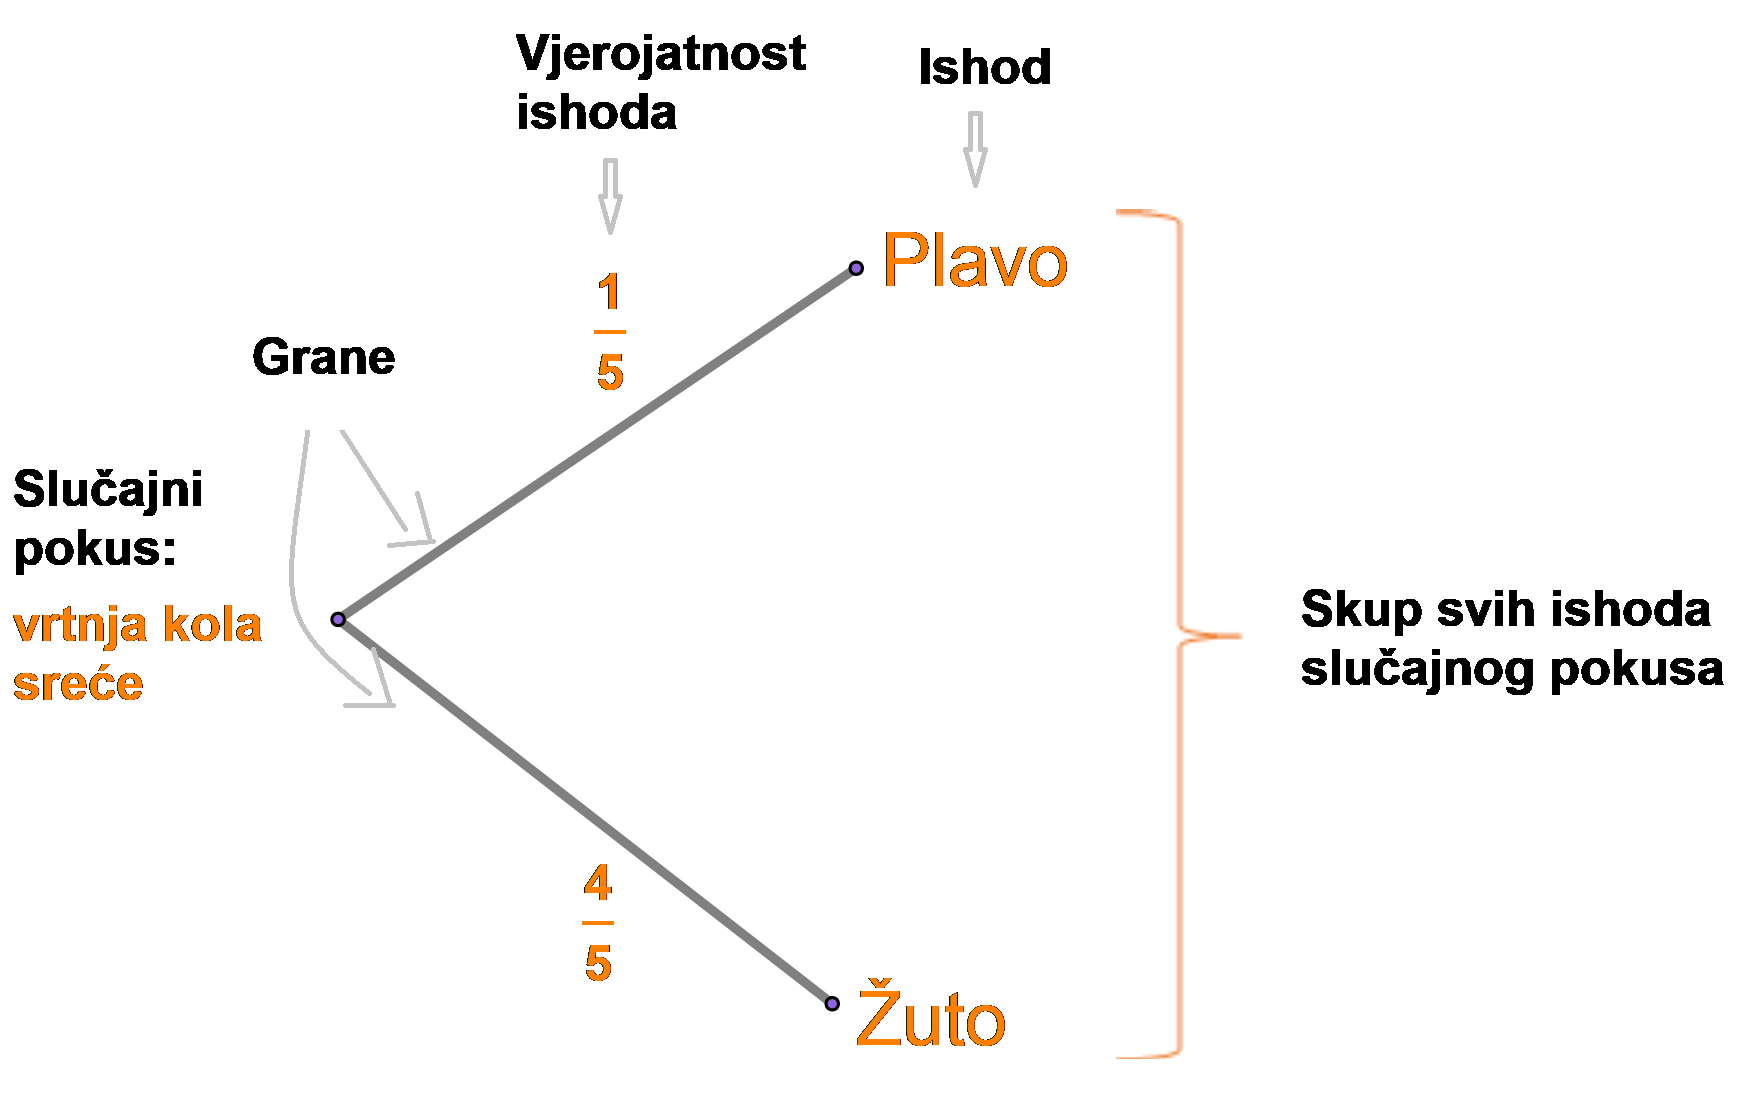 Vjerojatnost
ishoda
Ishod
Plavo
1
5
Grane
Slučajni
pokus:
vrtnja kola
sreće
Skup svih ishoda
slučajnog pokusa
4
5
Žuto